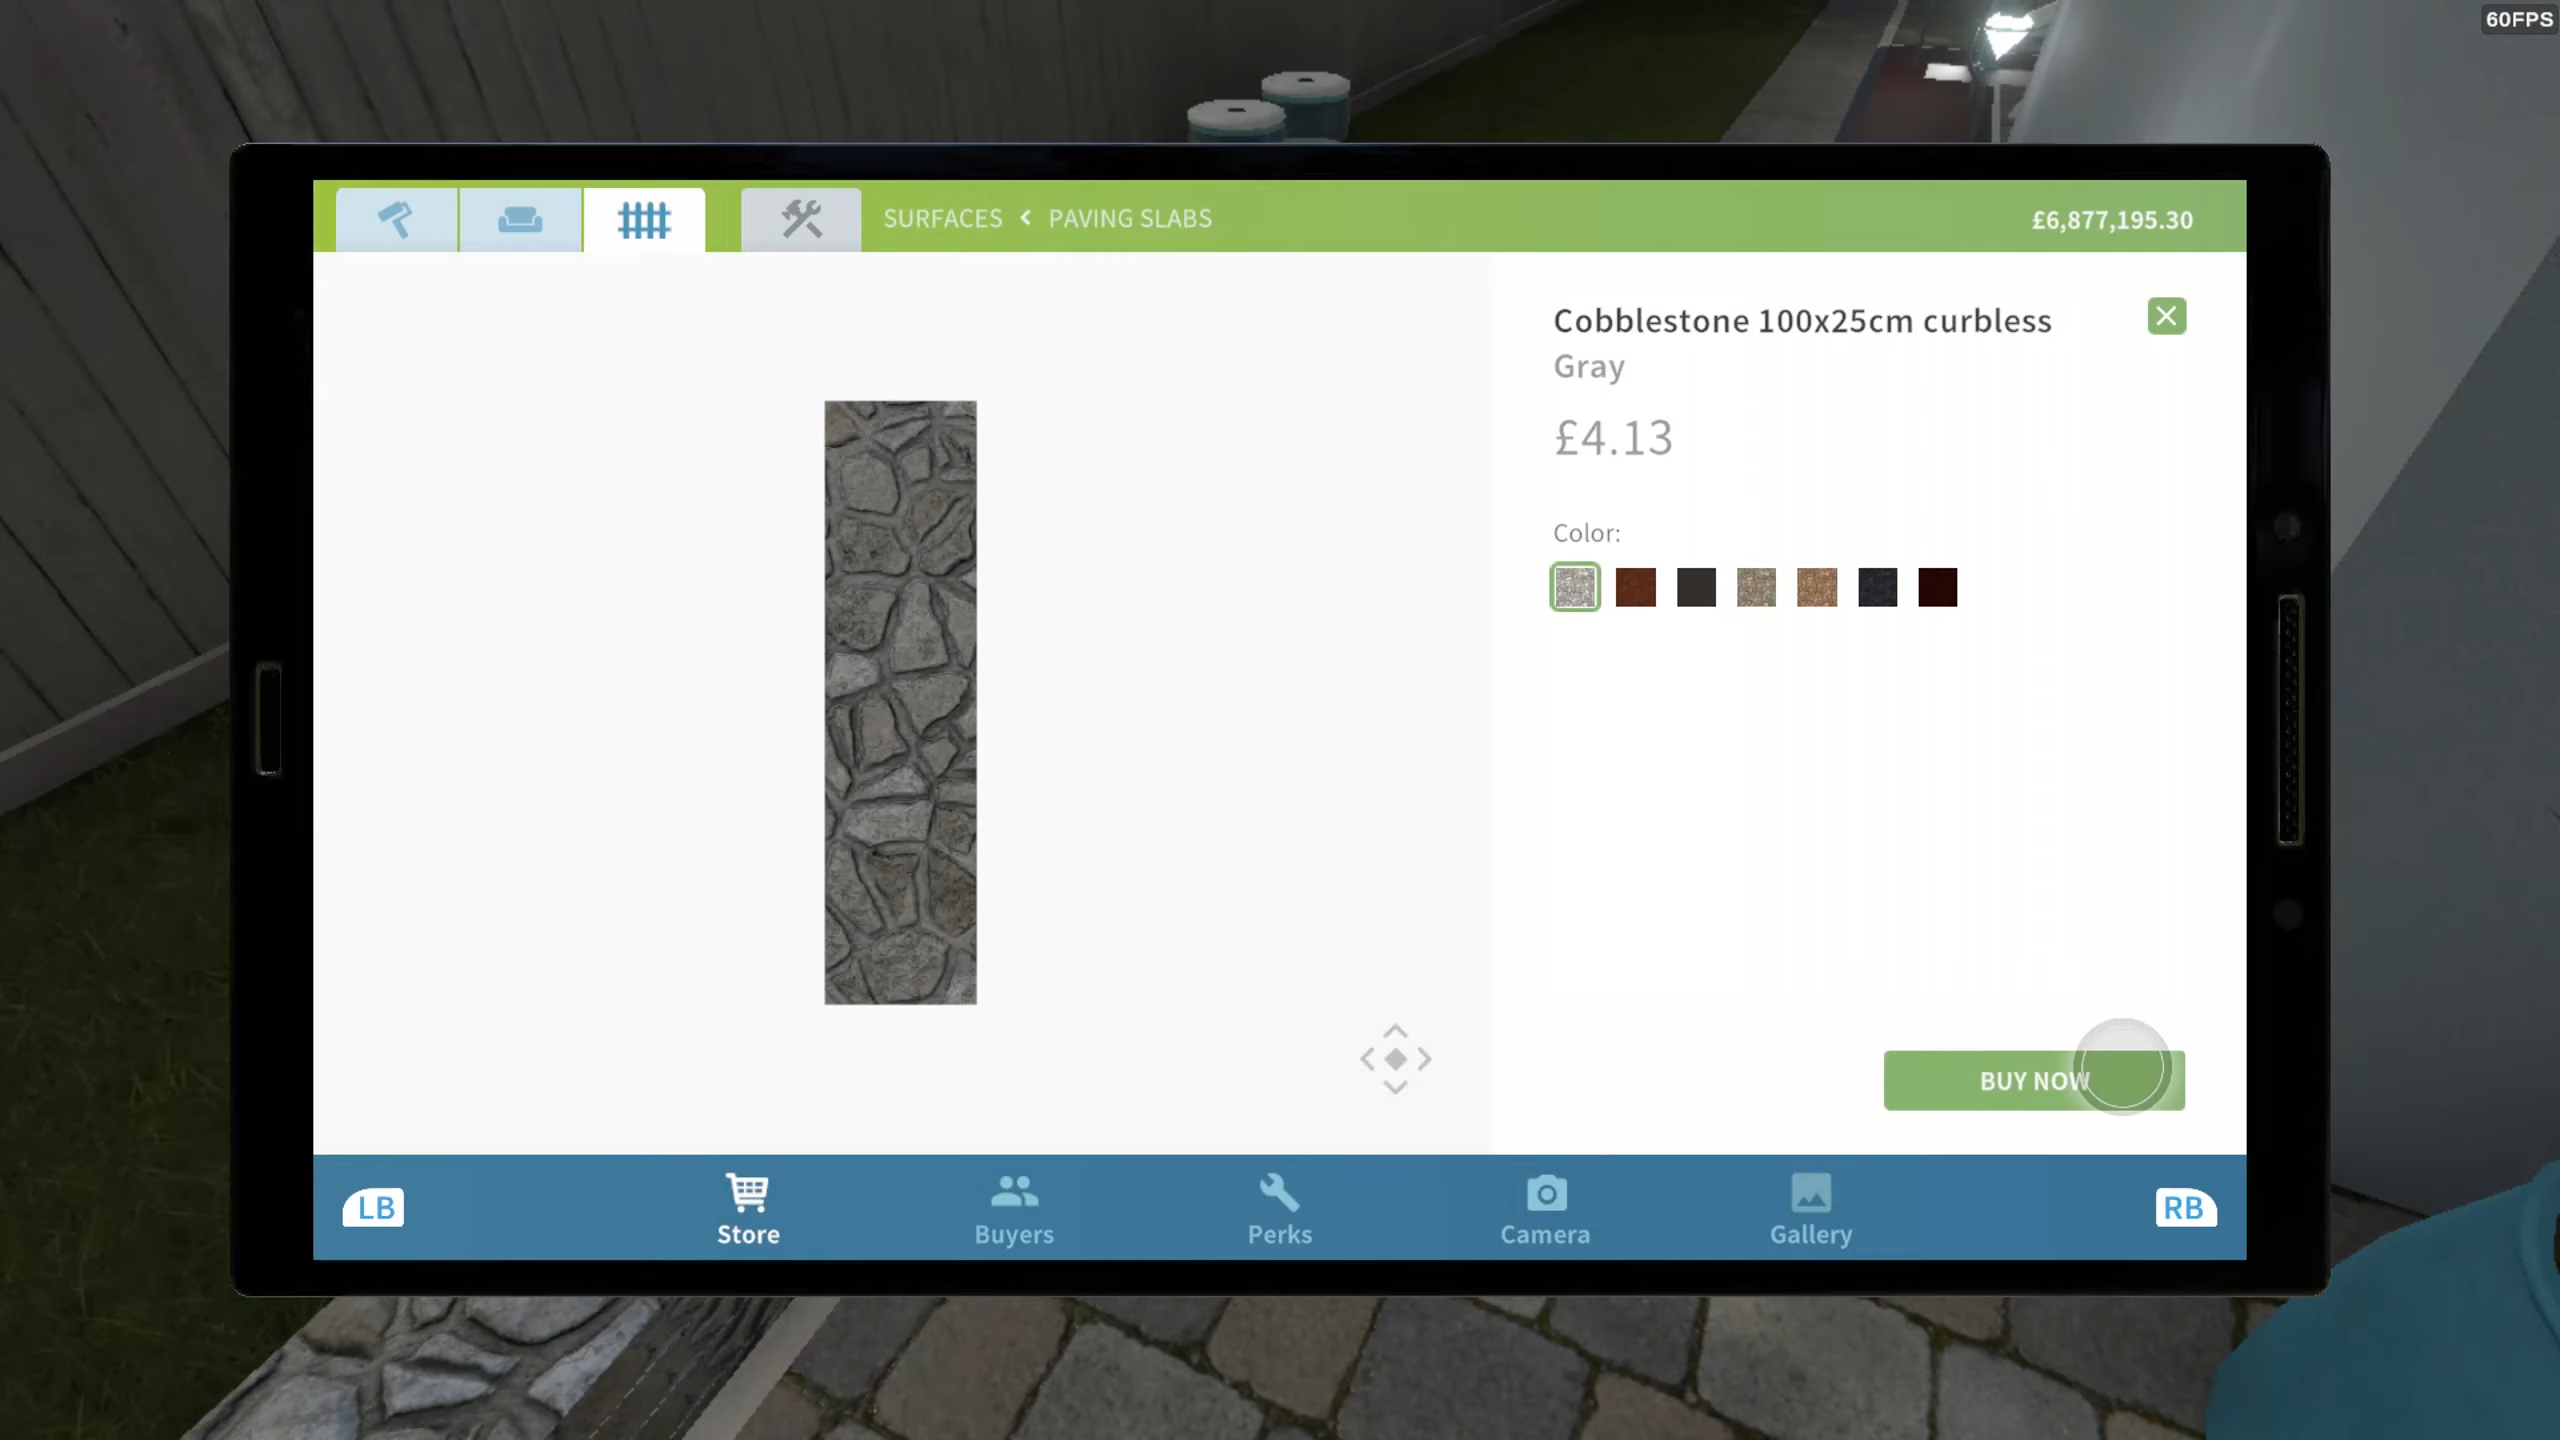 60FPS
SURFACES < PAVING SLABS
£6,877,195.30
Cobblestone 100x25cm curbless
Gray
£4.13
Color:
BUY NOW
LB
Store
Buyers
Perks
Camera
Gallery
RB